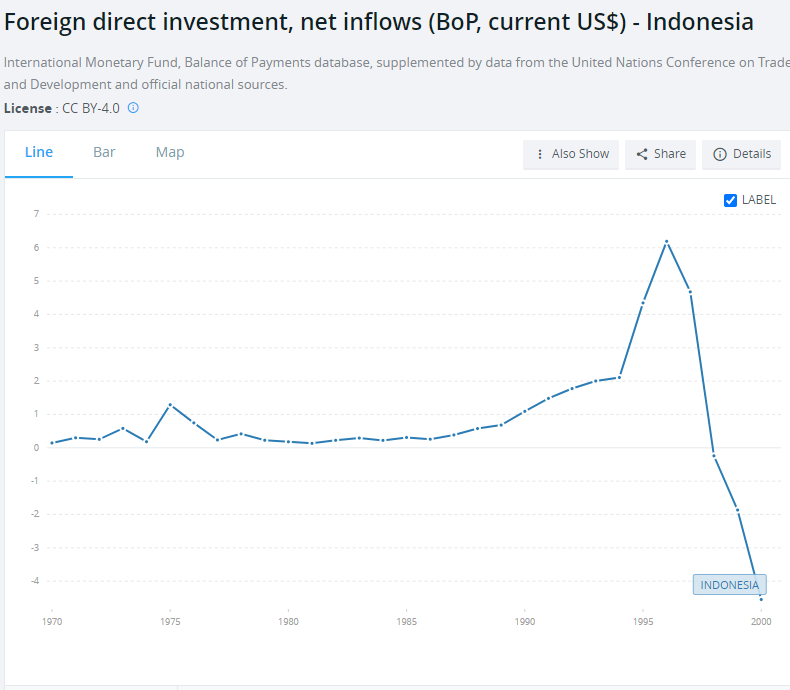 Foreign direct investment, net inflows (BoP, current US$) - Indonesia
International Monetary Fund, Balance of Payments database, supplemented by data from the United Nations Conference on Trade
and Development and official national sources.
License : CC BY-4.0
Line Bar Map Also Show Share Details
LABEL
7
6
5
4
3
2
1
0
-1
-2
-3
-4
INDONESIA
1970 1975 1980 1985 1990 1995 2000